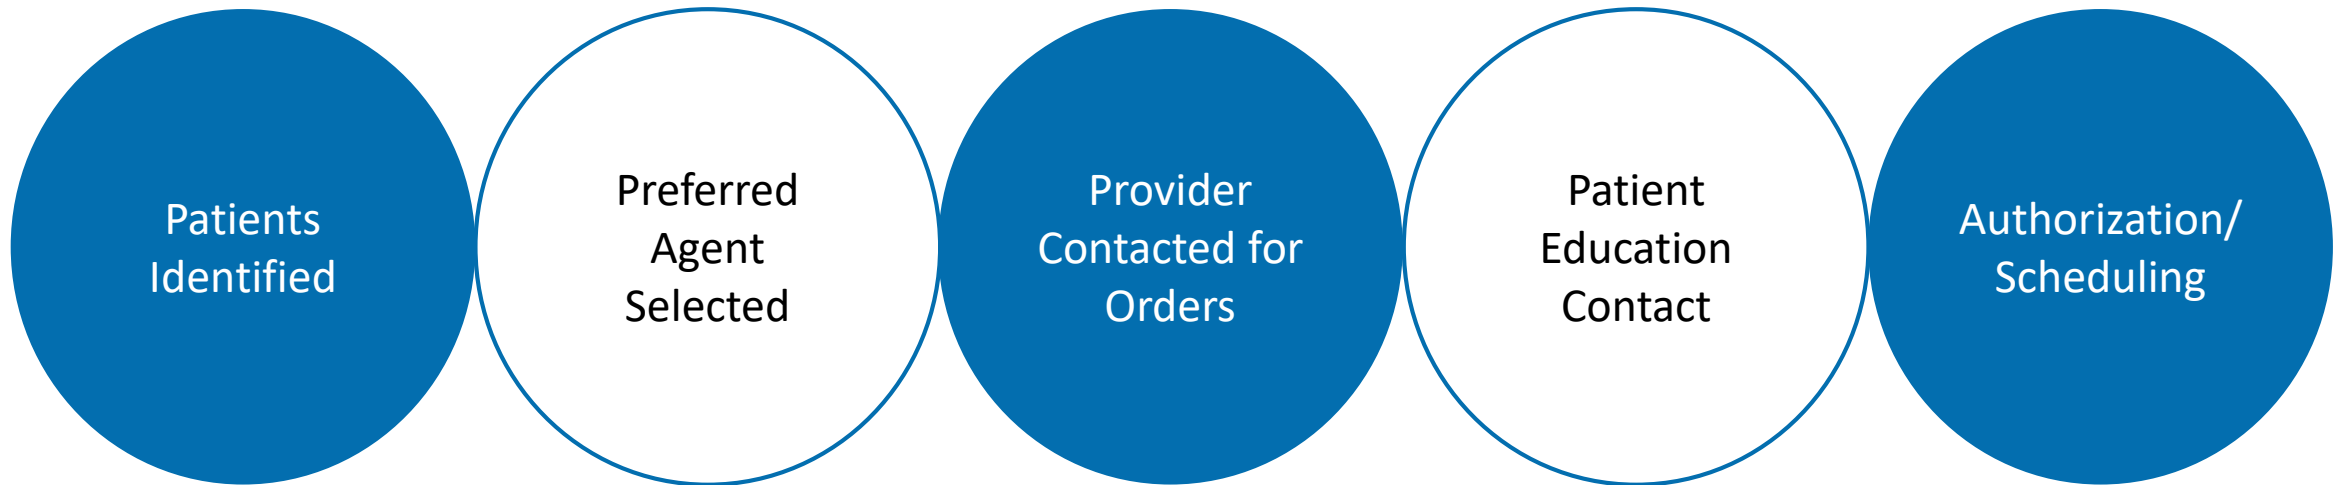 Patients
Identified
Preferred
Agent
Selected
Provider
Contacted for
Orders
Patient
Education
Contact
Authorization/
Scheduling